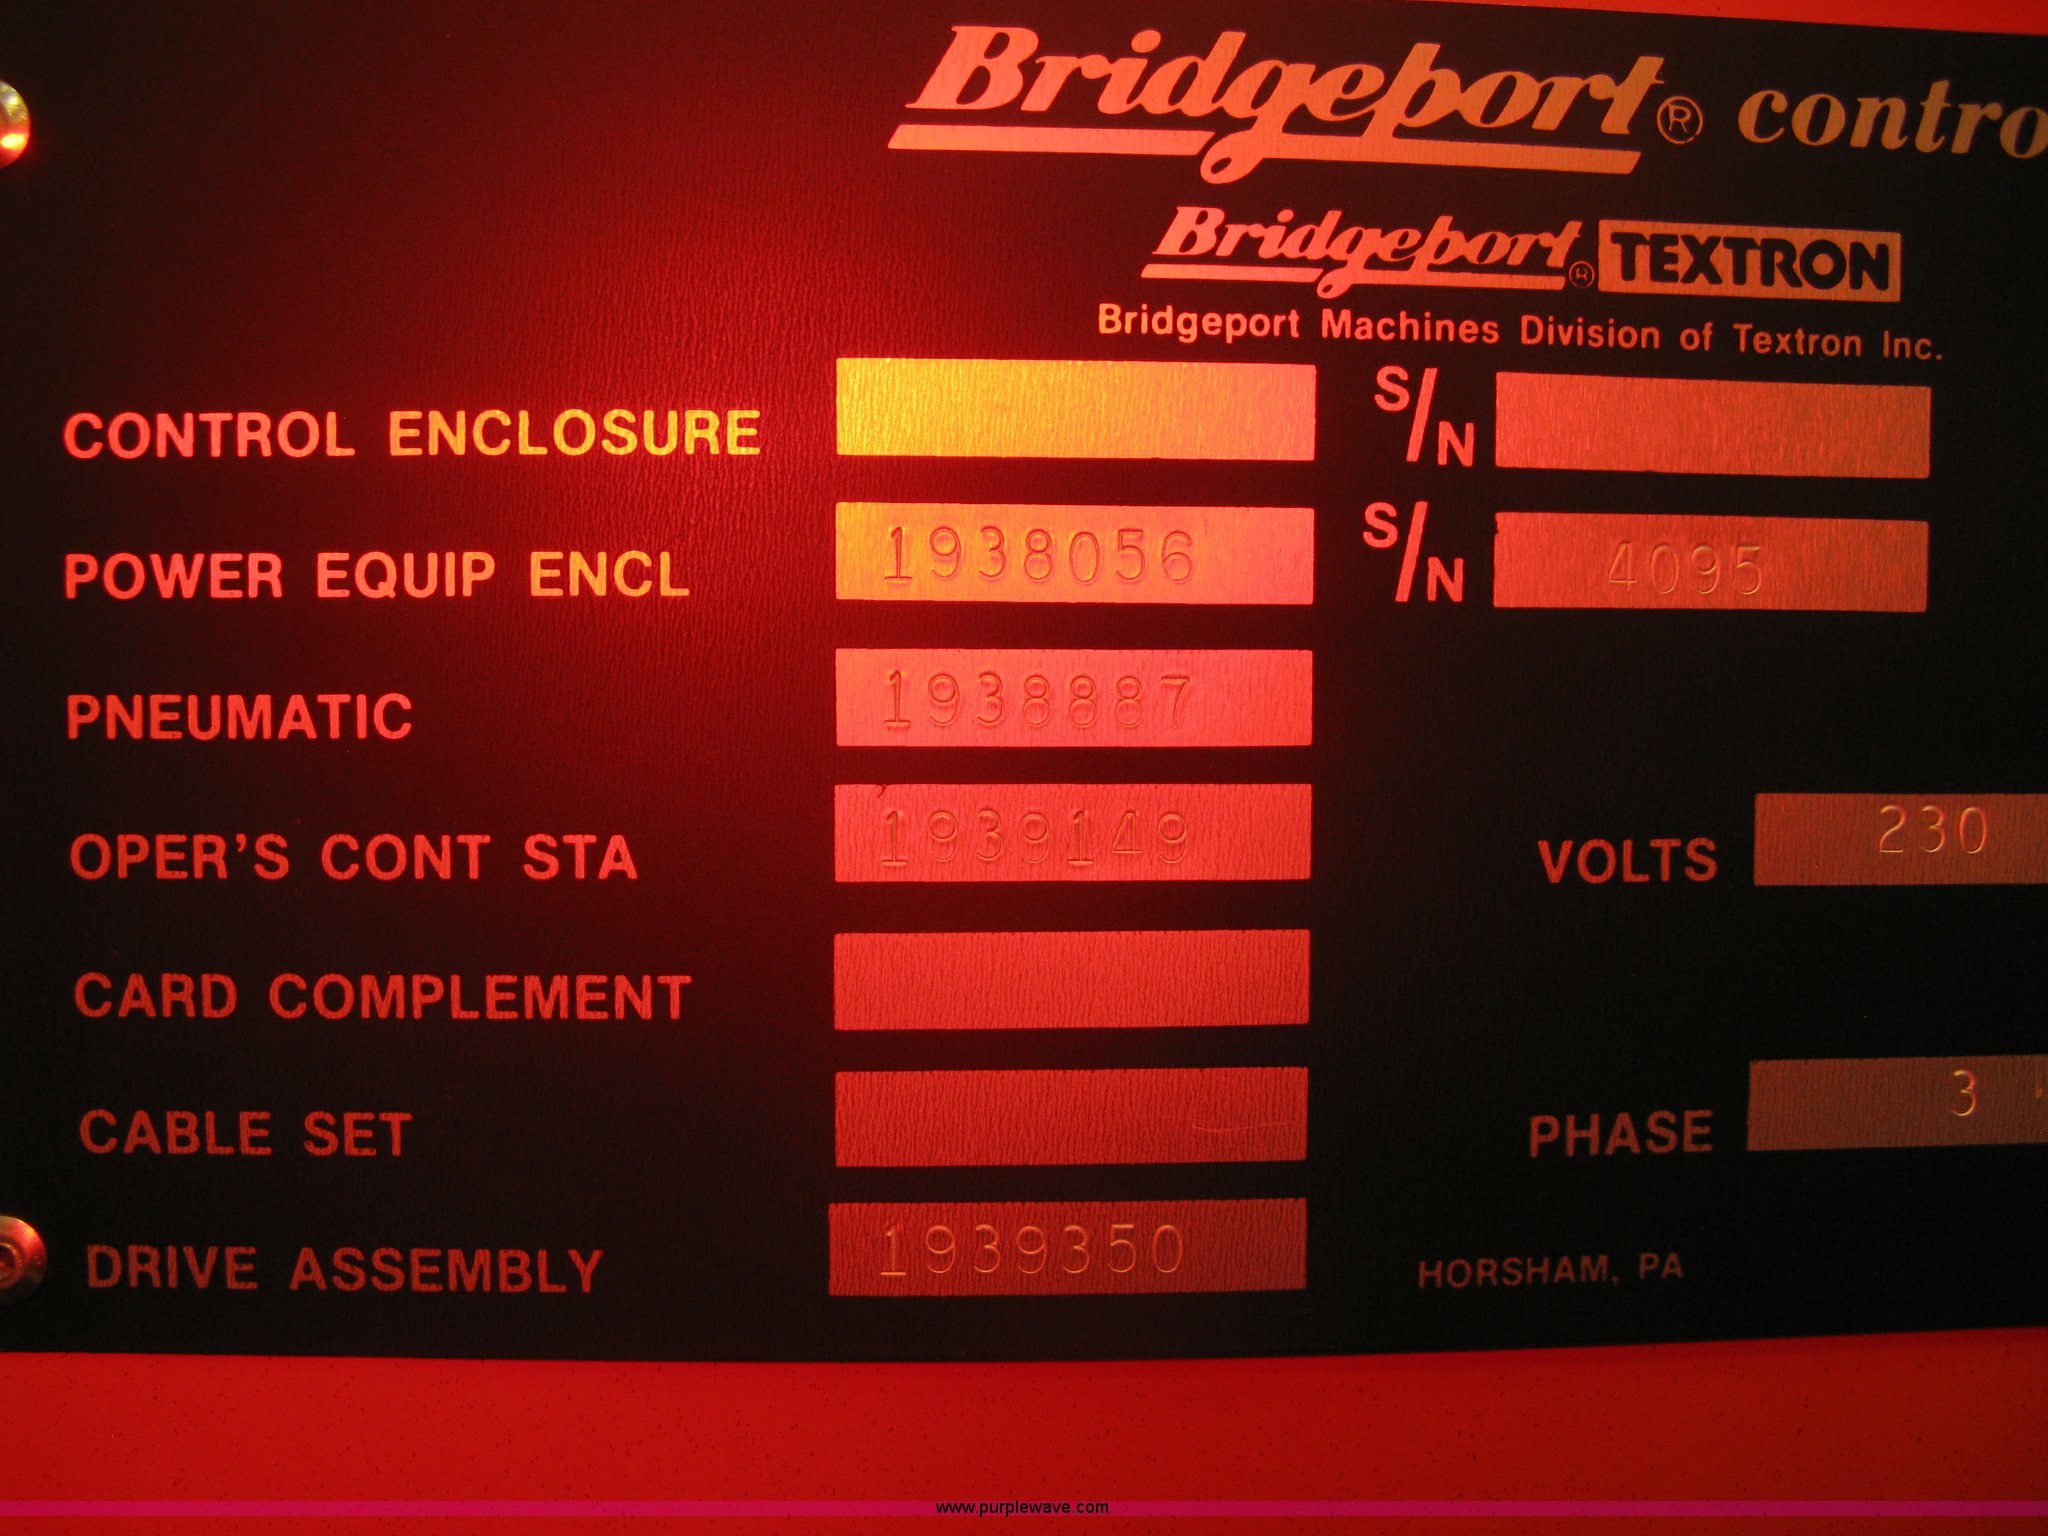 Bridgeport® contro
Bridgeport® TEXTRON
Bridgeport Machines Division of Textron Inc.
CONTROL ENCLOSURE S/N
POWER EQUIP ENCL 1938056 S/N 4095
PNEUMATIC 1938887
OPER'S CONT STA 1939149 VOLTS 230
CARD COMPLEMENT
CABLE SET PHASE 3
DRIVE ASSEMBLY 1939350 HORSHAM, PA
www.purplewave.com